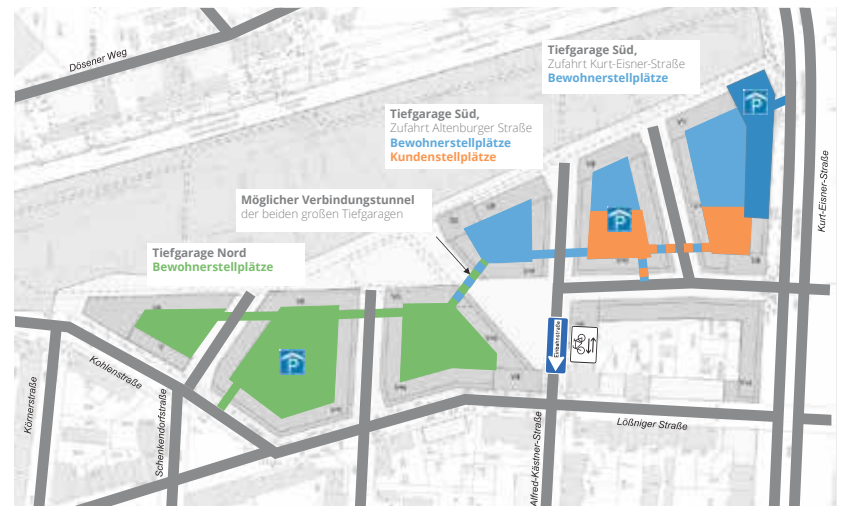 Dösener Weg
Tiefgarage Süd,
Zufahrt Kurt-Eisner-Straße
Bewohnerstellplätze
Tiefgarage Süd,
Zufahrt Altenburger Straße
Bewohnerstellplätze
Kundenstellplätze
Möglicher Verbindungstunnel
der beiden großen Tiefgaragen
Tiefgarage Nord
Bewohnerstellplätze
P
P
P
Kurt-Eisner-Straße
Einbahnstraße
Kohlenstraße
Körnerstraße
Schenkendorfstraße
Alfred-Kästner-Straße
Lößniger Straße